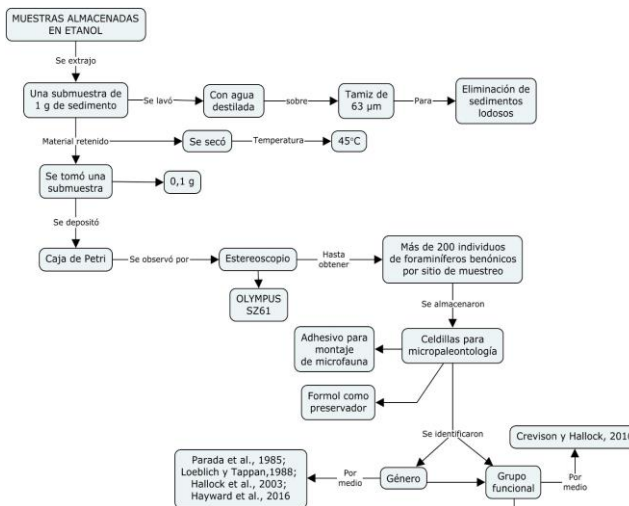 MUESTRAS ALMACENADAS
EN ETANOL
Se extrajo
Una submuestra de
1 g de sedimento
Se lavó
Con agua
destilada
sobre
Tamiz de
63 µm
Para
Eliminación de
sedimentos
lodosos
Material retenido
Se secó
Temperatura
45°C
Se tomó una
submuestra
0,1 g
Se depositó
Caja de Petri
Se observó por
Estereoscopio
Hasta
obtener
Más de 200 individuos
de foraminíferos benónicos
por sitio de muestreo
OLYMPUS
SZ61
Se almacenaron
Adhesivo para
montaje
de microfauna
Celdillas para
micropaleontología
Formol como
preservador
Se identificaron
Crevison y Hallock, 2010
Parada et al., 1985;
Loeblich y Tappan,1988;
Hallock et al., 2003;
Hayward et al., 2016
Por
medio
Género
Grupo
funcional
Por
medio